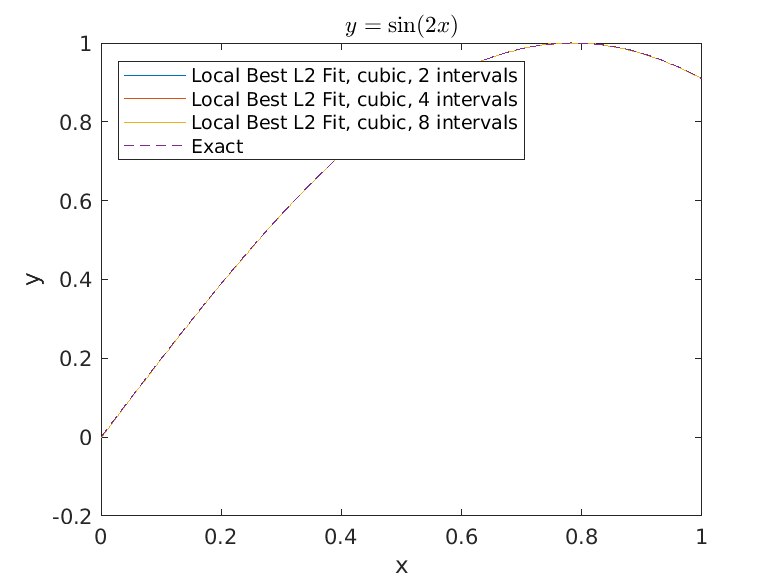 y = sin(2x)
Local Best L2 Fit, cubic, 2 intervals
Local Best L2 Fit, cubic, 4 intervals
Local Best L2 Fit, cubic, 8 intervals
Exact
1
0.8
0.6
0.4
0.2
0
-0.2
y
0 0.2 0.4 0.6 0.8 1
x